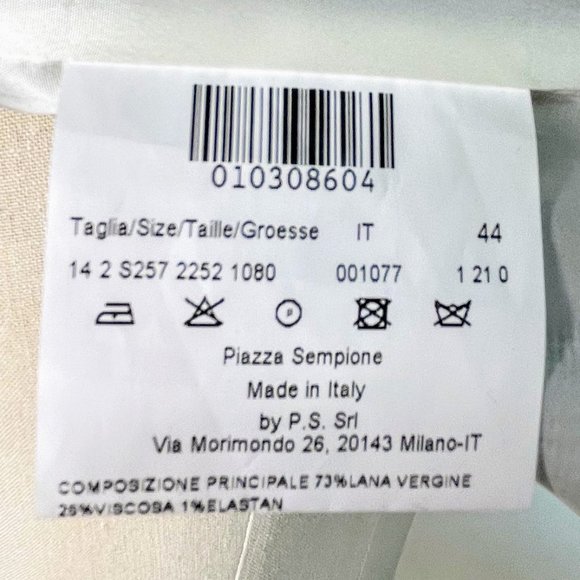 010308604
Taglia/Size/Taille/Groesse IT 44
14 2 S257 2252 1080 001077 1 21 0
P
Piazza Sempione
Made in Italy
by P.S. Srl
Via Morimondo 26, 20143 Milano-IT
COMPOSIZIONE PRINCIPALE 73%LANA VERGINE
26%VISCOSA 1%ELASTAN